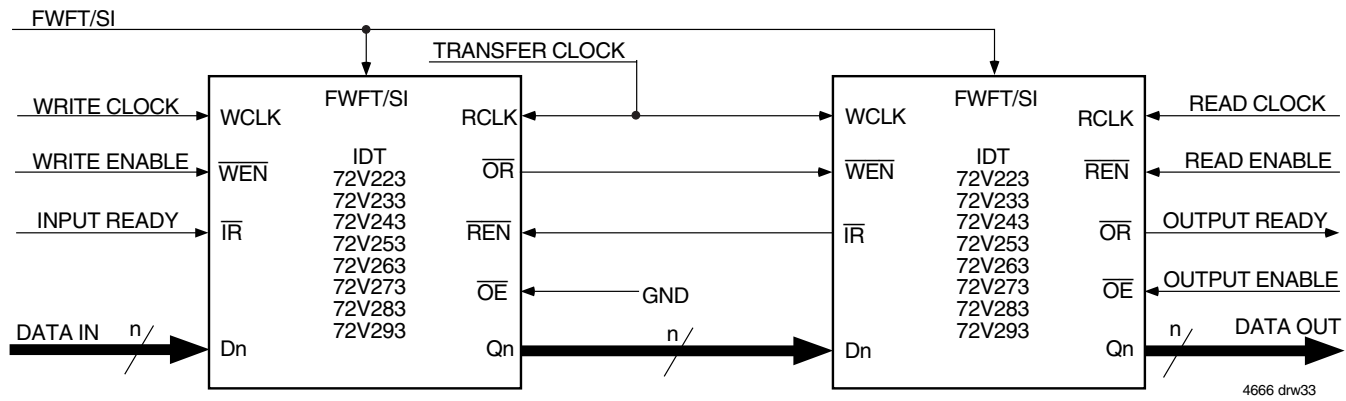 FWFT/SI
TRANSFER CLOCK
FWFT/SI
FWFT/SI
WRITE CLOCK
WCLK
RCLK
WCLK
RCLK
READ CLOCK
WRITE ENABLE
WEN
OR
WEN
REN
READ ENABLE
INPUT READY
IR
REN
IR
OR
OUTPUT READY
IDT
72V223
72V233
72V243
72V253
72V263
72V273
72V283
72V293
IDT
72V223
72V233
72V243
72V253
72V263
72V273
72V283
72V293
OE
GND
OE
OUTPUT ENABLE
DATA IN
n
Dn
Qn
n
Dn
Qn
n
DATA OUT
4666 drw33